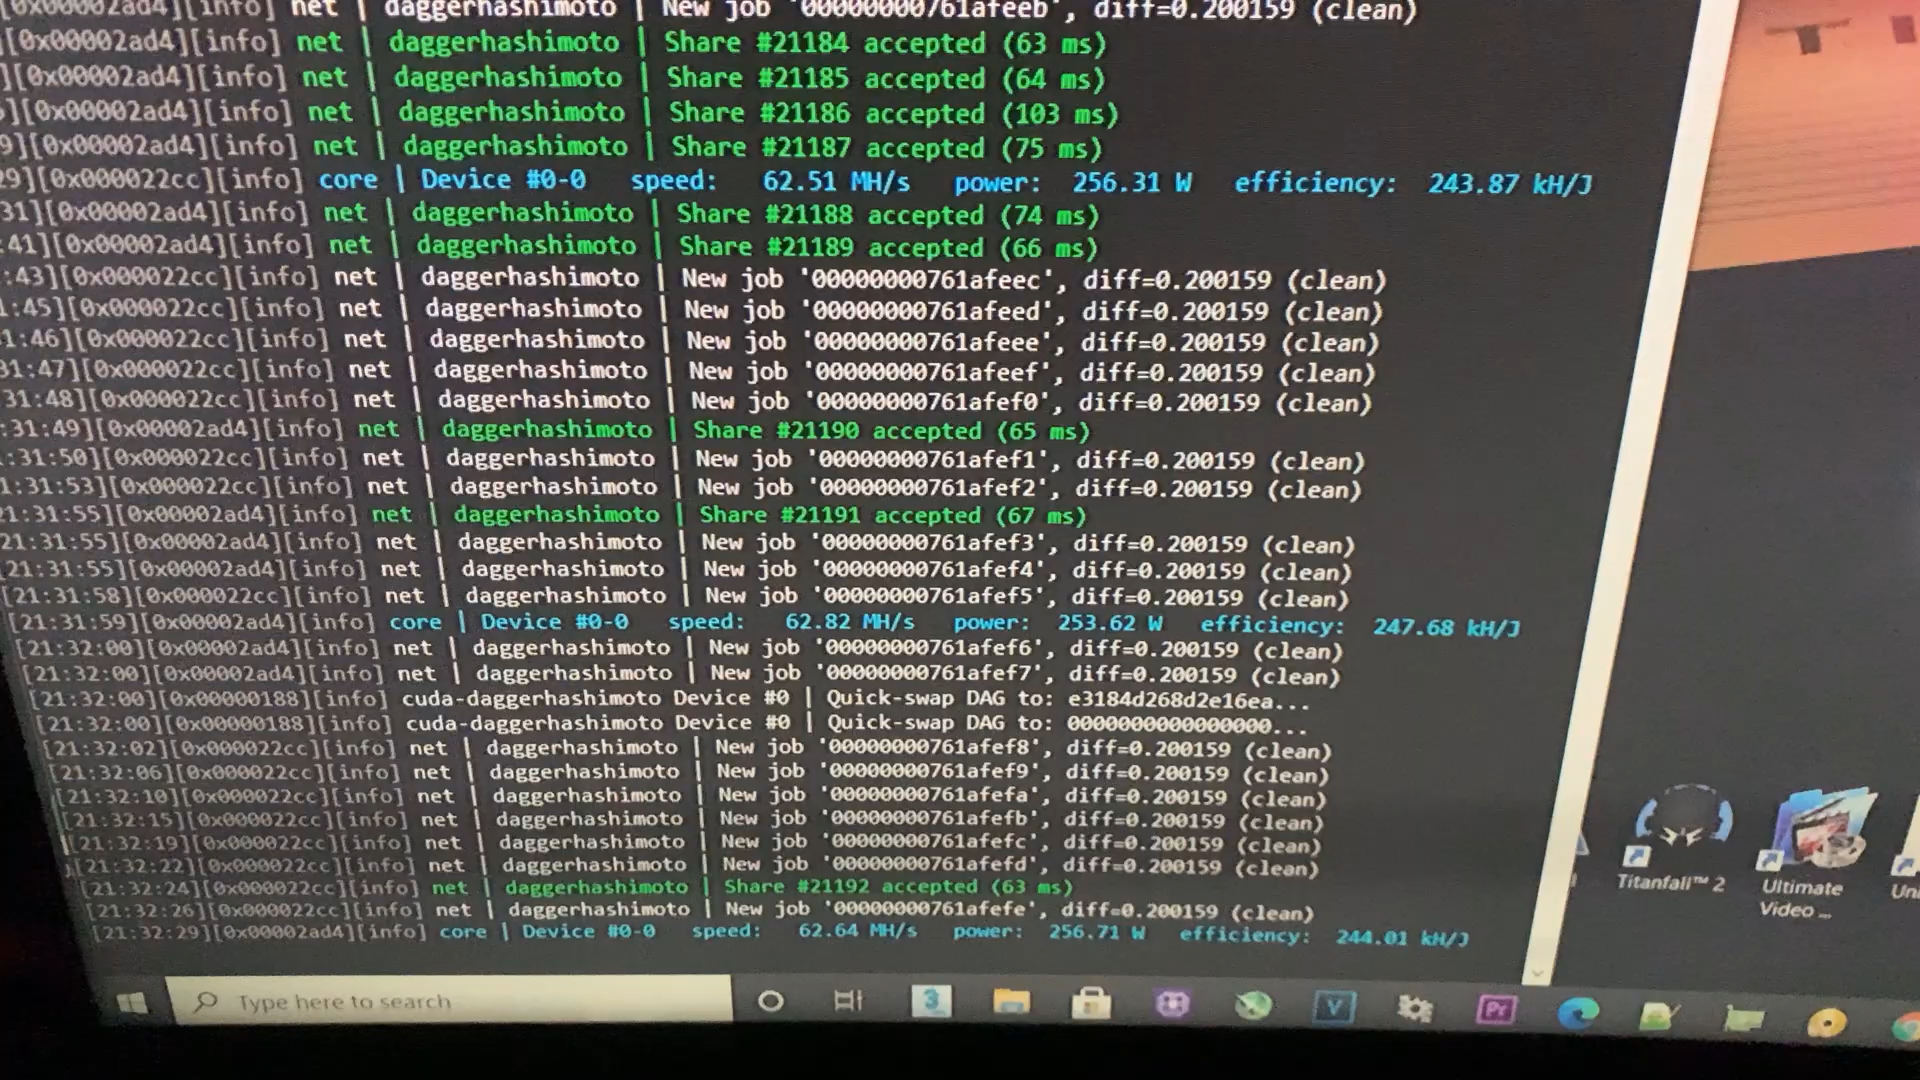 0x00002ad4][info] net | daggerhashimoto | New job '00000000761afeeb', diff=0.200159 (clean)
[0x00002ad4][info] net | daggerhashimoto | Share #21184 accepted (63 ms)
][0x00002ad4][info] net | daggerhashimoto | Share #21185 accepted (64 ms)
][0x00002ad4][info] net | daggerhashimoto | Share #21186 accepted (103 ms)
9][0x00002ad4][info] net | daggerhashimoto | Share #21187 accepted (75 ms)
29][0x000022cc][info] core | Device #0-0 speed: 62.51 MH/s power: 256.31 W efficiency: 243.87 kH/J
31][0x00002ad4][info] net | daggerhashimoto | Share #21188 accepted (74 ms)
:41][0x00002ad4][info] net | daggerhashimoto | Share #21189 accepted (66 ms)
:43][0x000022cc][info] net | daggerhashimoto | New job '00000000761afeec', diff=0.200159 (clean)
1:45][0x000022cc][info] net | daggerhashimoto | New job '00000000761afeed', diff=0.200159 (clean)
1:46][0x000022cc][info] net | daggerhashimoto | New job '00000000761afeee', diff=0.200159 (clean)
31:47][0x000022cc][info] net | daggerhashimoto | New job '00000000761afeef', diff=0.200159 (clean)
31:48][0x000022cc][info] net | daggerhashimoto | New job '00000000761afef0', diff=0.200159 (clean)
:31:49][0x00002ad4][info] net | daggerhashimoto | Share #21190 accepted (65 ms)
:31:50][0x000022cc][info] net | daggerhashimoto | New job '00000000761afef1', diff=0.200159 (clean)
1:31:53][0x000022cc][info] net | daggerhashimoto | New job '00000000761afef2', diff=0.200159 (clean)
21:31:55][0x00002ad4][info] net | daggerhashimoto | Share #21191 accepted (67 ms)
21:31:55][0x00002ad4][info] net | daggerhashimoto | New job '00000000761afef3', diff=0.200159 (clean)
[21:31:55][0x00002ad4][info] net | daggerhashimoto | New job '00000000761afef4', diff=0.200159 (clean)
[21:31:58][0x000022cc][info] net | daggerhashimoto | New job '00000000761afef5', diff=0.200159 (clean)
[21:31:59][0x00002ad4][info] core | Device #0-0 speed: 62.82 MH/s power: 253.62 W efficiency: 247.68 kH/J
[21:32:00][0x00002ad4][info] net | daggerhashimoto | New job '00000000761afef6', diff=0.200159 (clean)
[21:32:00][0x00002ad4][info] net | daggerhashimoto | New job '00000000761afef7', diff=0.200159 (clean)
[21:32:00][0x00000188][info] cuda-daggerhashimoto Device #0 | Quick-swap DAG to: e3184d268d2e16ea...
[21:32:00][0x00000188][info] cuda-daggerhashimoto Device #0 | Quick-swap DAG to: 0000000000000000...
[21:32:02][0x000022cc][info] net | daggerhashimoto | New job '00000000761afef8', diff=0.200159 (clean)
[21:32:06][0x000022cc][info] net | daggerhashimoto | New job '00000000761afef9', diff=0.200159 (clean)
[21:32:10][0x000022cc][info] net | daggerhashimoto | New job '00000000761afefa', diff=0.200159 (clean)
[21:32:15][0x000022cc][info] net | daggerhashimoto | New job '00000000761afefb', diff=0.200159 (clean)
[21:32:19][0x000022cc][info] net | daggerhashimoto | New job '00000000761afefc', diff=0.200159 (clean)
[21:32:22][0x000022cc][info] net | daggerhashimoto | New job '00000000761afefd', diff=0.200159 (clean)
[21:32:24][0x000022cc][info] net | daggerhashimoto | Share #21192 accepted (63 ms)
[21:32:26][0x000022cc][info] net | daggerhashimoto | New job '00000000761afefe', diff=0.200159 (clean)
[21:32:29][0x00002ad4][info] core | Device #0-0 speed: 62.64 MH/s power: 256.71 W efficiency: 244.01 kH/J
Titanfall™ 2
Ultimate
Video ...
Type here to search
3
V
Pr